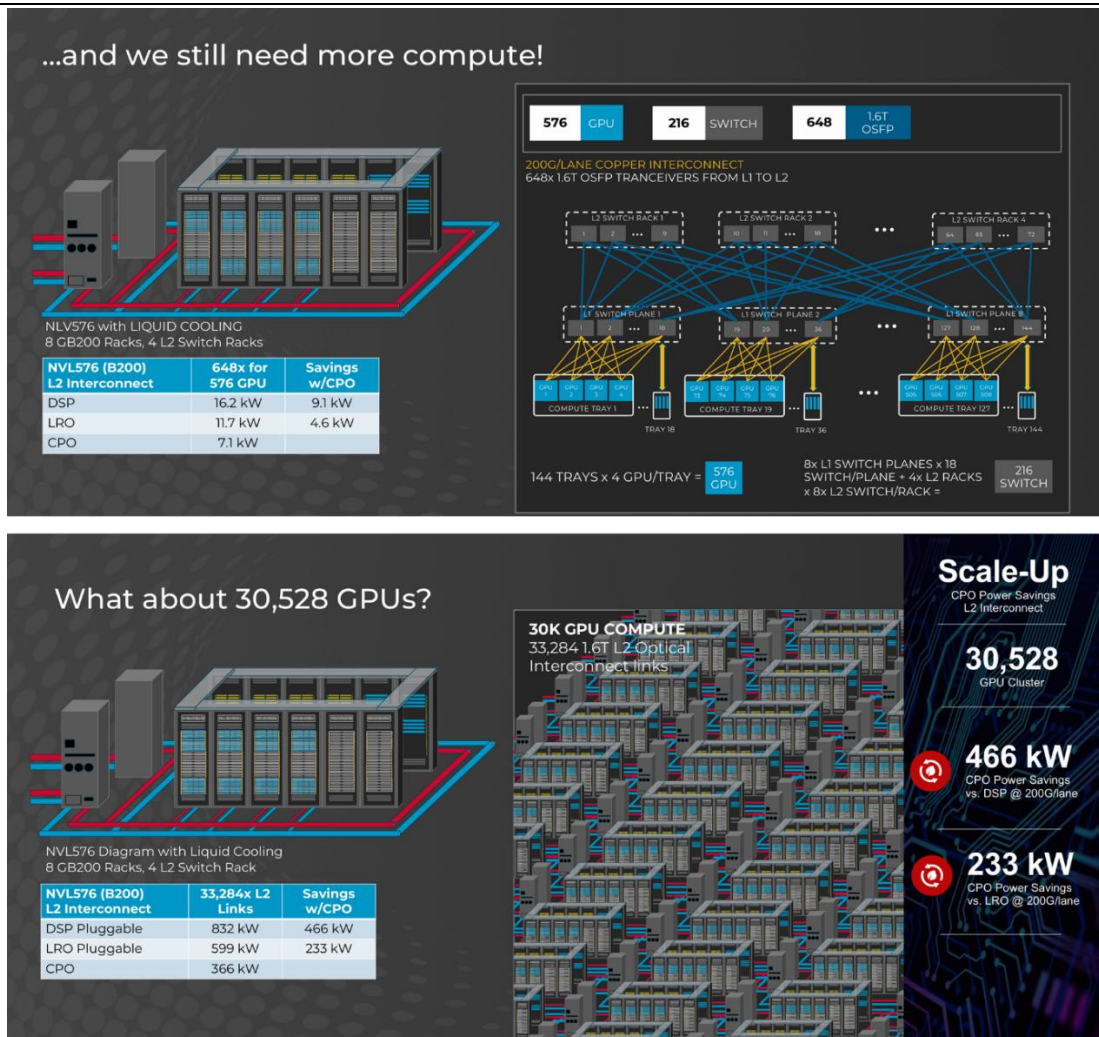 ...and we still need more compute!
576 GPU 216 SWITCH 648 1.6T OSFP
200G/LANE COPPER INTERCONNECT
648x 1.6T OSFP TRANCEIVERS FROM L1 TO L2
L2 SWITCH RACK 1 L2 SWITCH RACK 2 L2 SWITCH RACK 4
1 2 ... 9 10 11 ... 18 ... 64 65 ... 72
L1 SWITCH PLANE 1 L1 SWITCH PLANE 2 L1 SWITCH PLANE 8
1 2 ... 18 19 20 ... 36 ... 127 128 ... 144
GPU 1 GPU 2 GPU 3 GPU 4 GPU 73 GPU 74 GPU 75 GPU 76 GPU 505 GPU 506 GPU 507 GPU 508
COMPUTE TRAY 1 ... COMPUTE TRAY 19 ... COMPUTE TRAY 127 ...
TRAY 18 TRAY 36 TRAY 144
144 TRAYS x 4 GPU/TRAY = 576 GPU
8x L1 SWITCH PLANES x 18
SWITCH/PLANE + 4x L2 RACKS
x 8x L2 SWITCH/RACK =
216 SWITCH
NLV576 with LIQUID COOLING
8 GB200 Racks, 4 L2 Switch Racks
NVL576 (B200) L2 Interconnect 648x for 576 GPU Savings w/CPO
DSP 16.2 kW 9.1 kW
LRO 11.7 kW 4.6 kW
CPO 7.1 kW
What about 30,528 GPUs?
NVL576 Diagram with Liquid Cooling
8 GB200 Racks, 4 L2 Switch Rack
NVL576 (B200) L2 Interconnect 33,284x L2 Links Savings w/CPO
DSP Pluggable 832 kW 466 kW
LRO Pluggable 599 kW 233 kW
CPO 366 kW
30K GPU COMPUTE
33,284 1.6T L2 Optical
Interconnect links
Scale-Up
CPO Power Savings
L2 Interconnect
30,528
GPU Cluster
466 kW
CPO Power Savings
vs. DSP @ 200G/lane
233 kW
CPO Power Savings
vs. LRO @ 200G/lane